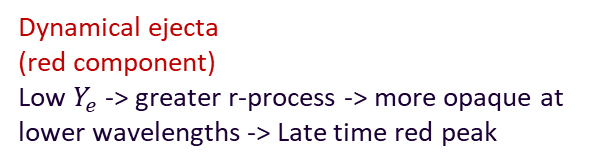 Dynamical ejecta
(red component)
Low Yₑ -> greater r-process -> more opaque at
lower wavelengths -> Late time red peak